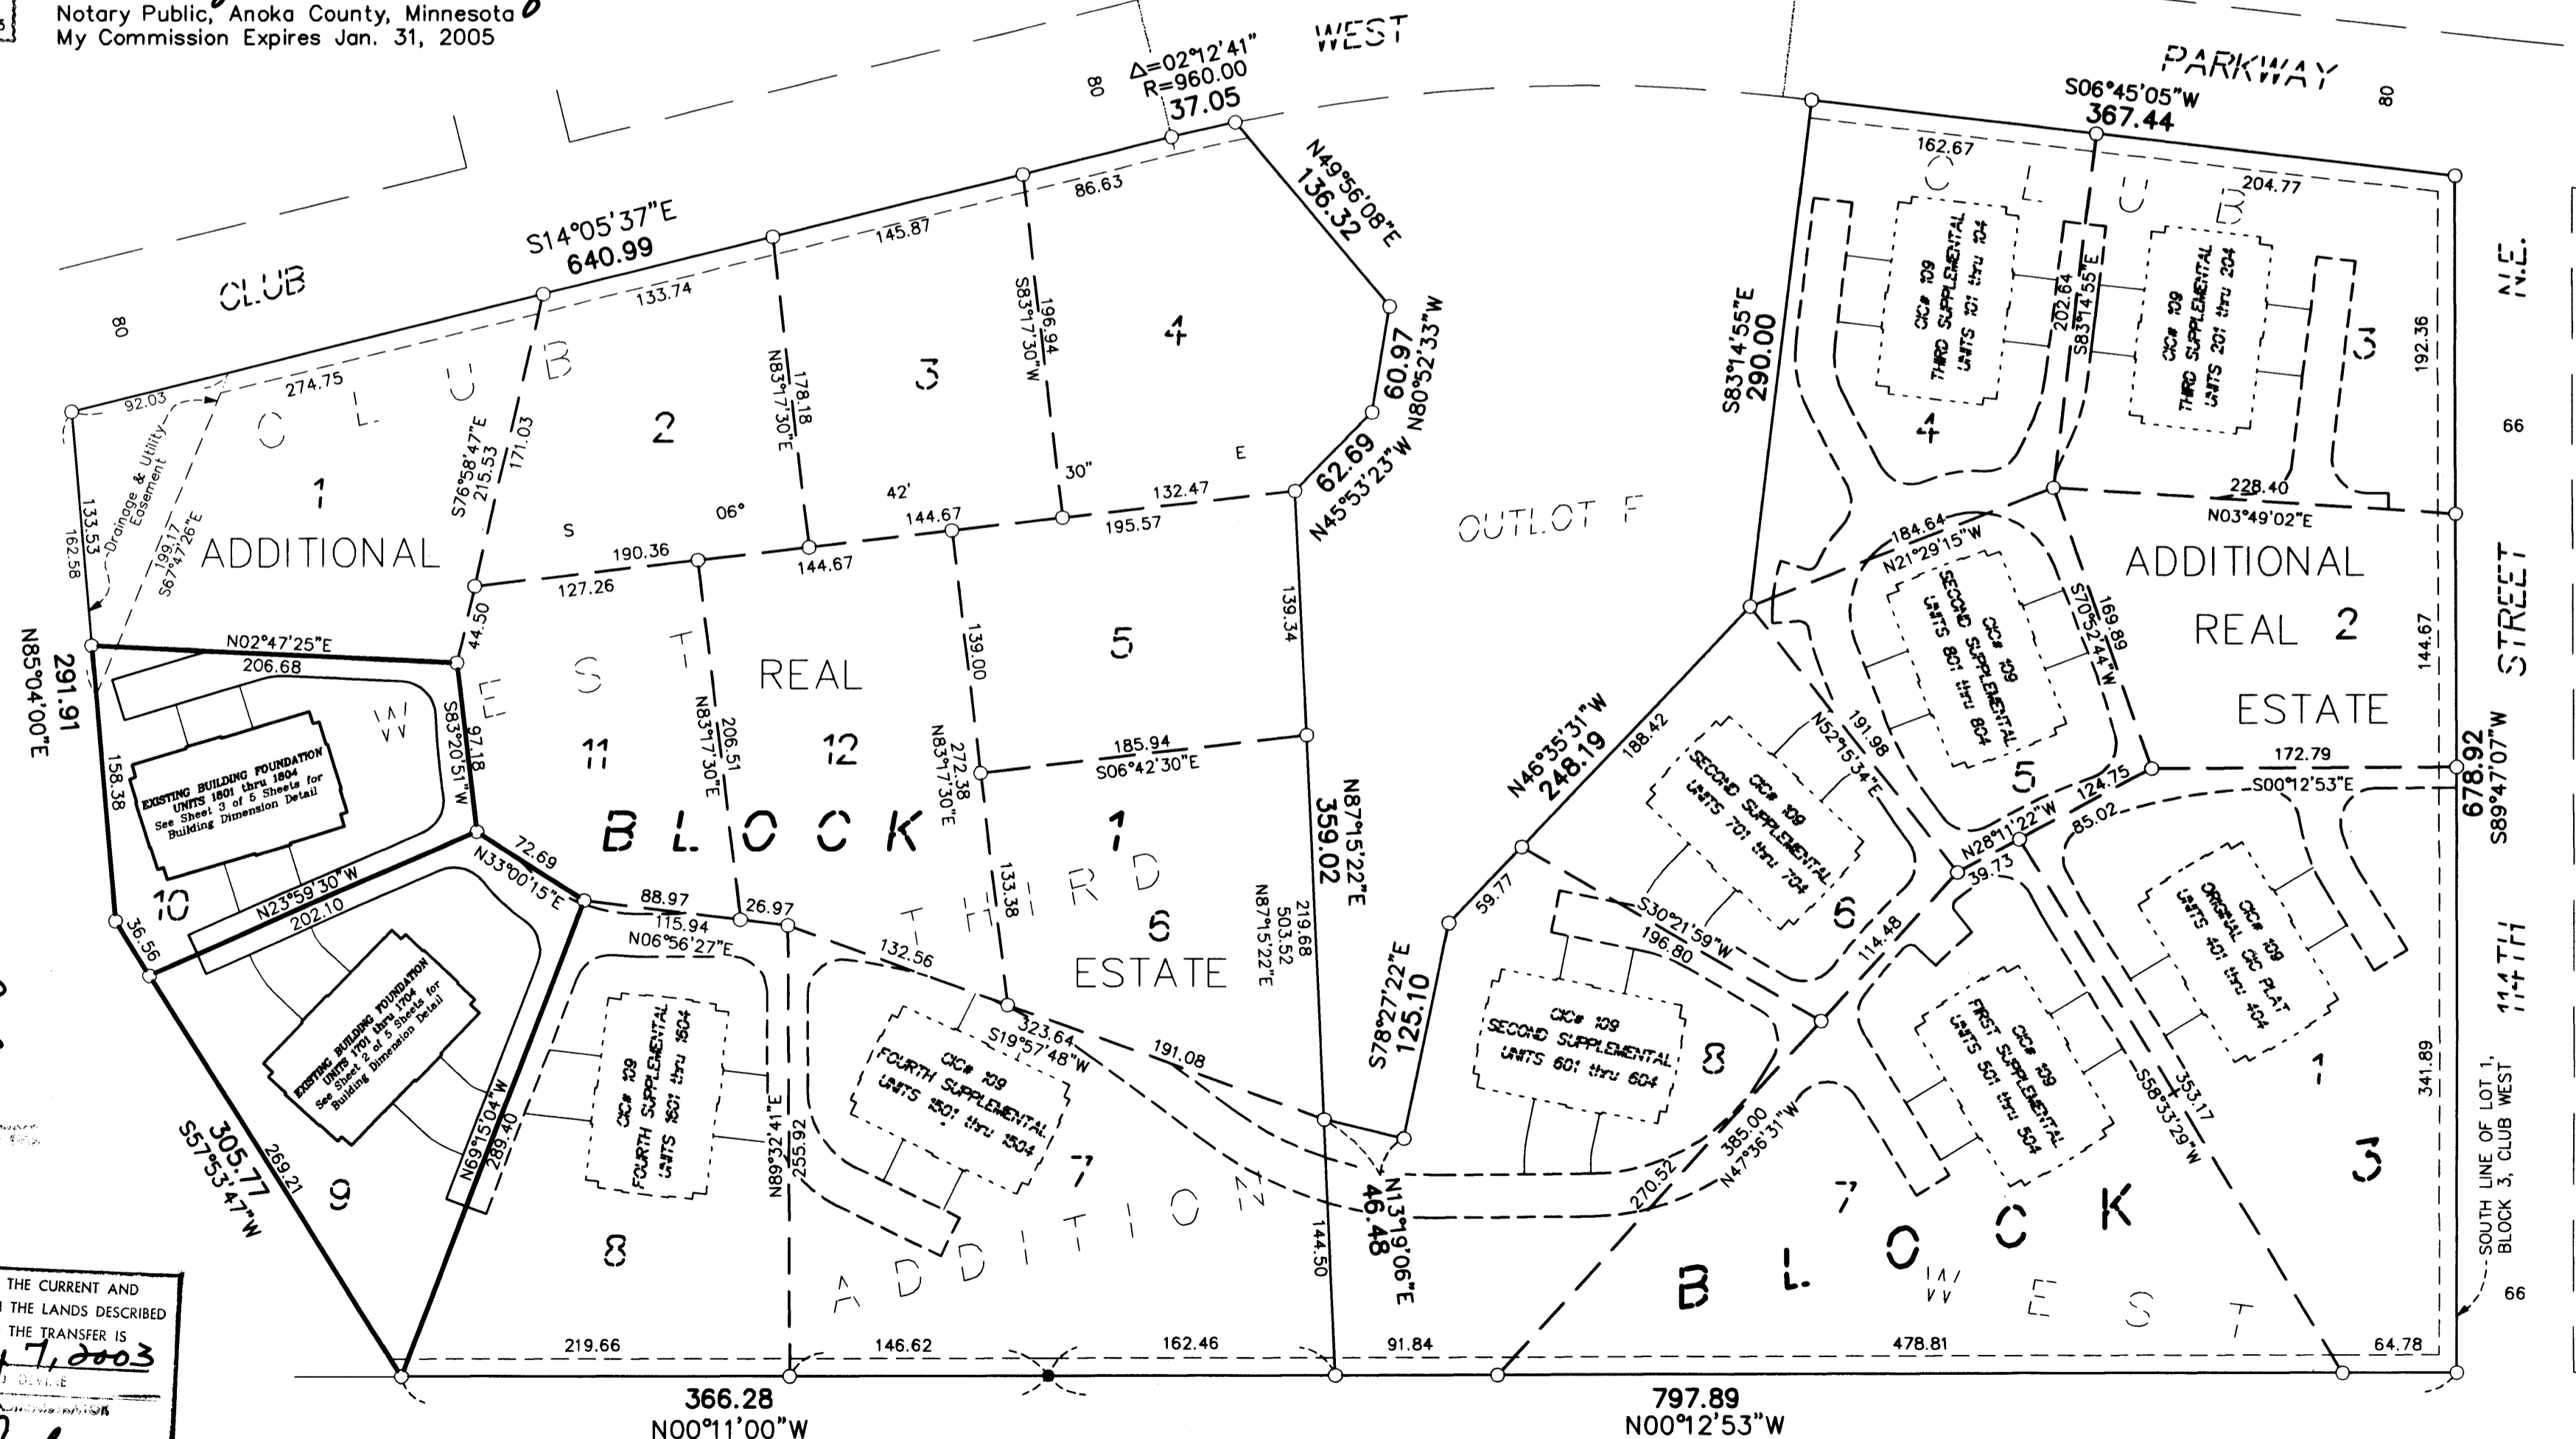 Notary Public, Anoka County, Minnesota
My Commission Expires Jan. 31, 2005
WEST
PARKWAY
CLUB
80
80
80
Δ=02°12'41"
R=960.00
37.05
S14°05'37"E
640.99
S06°45'05"W
367.44
N49°56'08"E
136.32
60.97
N80°52'33"W
62.69
N45°53'23"W
S83°14'55"E
290.00
162.67
204.77
86.63
145.87
133.74
274.75
92.03
CLUB
CLUB
Drainage & Utility
Easement
199.17
S67°47'26"E
133.53
162.58
S76°58'47"E
215.53
171.03
N83°17'30"E
178.18
S83°17'30"W
196.94
1
2
3
4
S
06°
42'
30"
E
ADDITIONAL
190.36
127.26
144.67
144.67
132.47
195.57
44.50
N02°47'25"E
206.68
N85°04'00"E
291.91
158.38
S83°20'51"W
97.18
WEST
REAL
11
12
5
139.00
139.34
N83°17'30"E
206.51
N83°17'30"E
272.38
133.38
185.94
S06°42'30"E
BLOCK 1
THIRD
6
ESTATE
359.02
N87°15'22"E
219.68
503.52
N87°15'22"E
EXISTING BUILDING FOUNDATION
UNITS 1801 thru 1804
See Sheet 3 of 5 Sheets for
Building Dimension Detail
10
36.56
N23°59'30"W
202.10
72.69
N33°00'15"E
88.97
26.97
115.94
N06°56'27"E
132.56
323.64
S19°57'48"W
191.08
EXISTING BUILDING FOUNDATION
UNITS 1701 thru 1704
See Sheet 2 of 5 Sheets for
Building Dimension Detail
9
305.77
S57°53'47"W
269.21
N69°15'04"W
289.40
CIC# 109
FOURTH SUPPLEMENTAL
UNITS 1601 thru 1604
8
N89°32'41"E
255.92
CIC# 109
FOURTH SUPPLEMENTAL
UNITS 1501 thru 1504
7
ADDITION
144.50
N13°19'06"E
46.48
S78°27'22"E
125.10
219.66
146.62
162.46
91.84
478.81
64.78
366.28
N00°11'00"W
797.89
N00°12'53"W
OUTLOT F
CIC# 109
THIRD SUPPLEMENTAL
UNITS 101 thru 104
4
202.64
S83°14'55"E
CIC# 109
THIRD SUPPLEMENTAL
UNITS 201 thru 204
3
192.36
228.40
N03°49'02"E
184.64
N21°29'15"W
ADDITIONAL
REAL 2
ESTATE
CIC# 109
SECOND SUPPLEMENTAL
UNITS 801 thru 804
S70°52'44"W
169.89
5
144.67
172.79
S00°12'53"E
N46°35'31"W
248.19
188.42
59.77
N52°15'34"E
191.98
CIC# 109
SECOND SUPPLEMENTAL
UNITS 701 thru 704
6
N28°11'22"W
124.75
85.02
39.73
S30°21'59"W
196.80
114.48
CIC# 109
SECOND SUPPLEMENTAL
UNITS 601 thru 604
8
385.00
N47°36'31"W
270.52
CIC# 109
FIRST SUPPLEMENTAL
UNITS 501 thru 504
7
CIC# 109
ORIGINAL CIC PLAT
UNITS 401 thru 404
1
353.17
S58°33'29"W
341.89
BLOCK 3
WEST
N.E.
66
STREET
678.92
S89°47'07"W
114TH
114TH
SOUTH LINE OF LOT 1,
BLOCK 3, CLUB WEST
66
THE CURRENT AND
THE LANDS DESCRIBED
THE TRANSFER IS
7, 2003